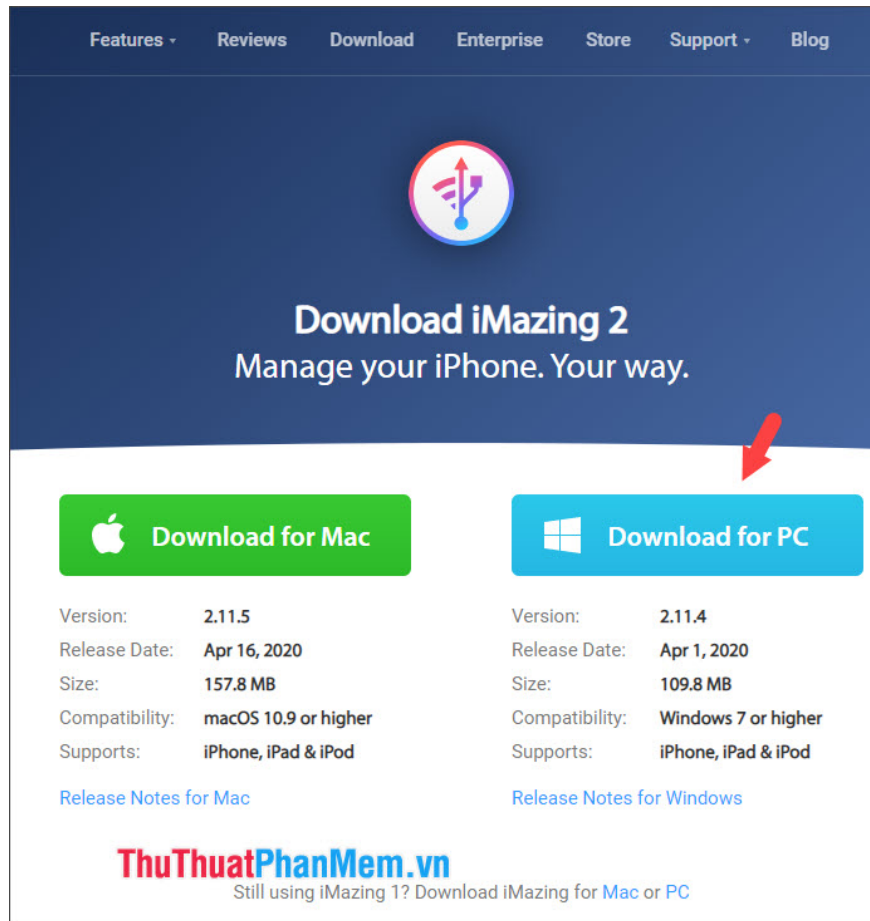 Features Reviews Download Enterprise Store Support Blog
Download iMazing 2
Manage your iPhone. Your way.
Download for Mac
Version: 2.11.5
Release Date: Apr 16, 2020
Size: 157.8 MB
Compatibility: macOS 10.9 or higher
Supports: iPhone, iPad & iPod
Release Notes for Mac
Download for PC
Version: 2.11.4
Release Date: Apr 1, 2020
Size: 109.8 MB
Compatibility: Windows 7 or higher
Supports: iPhone, iPad & iPod
Release Notes for Windows
ThuThuatPhanMem.vn
Still using iMazing 1? Download iMazing for Mac or PC